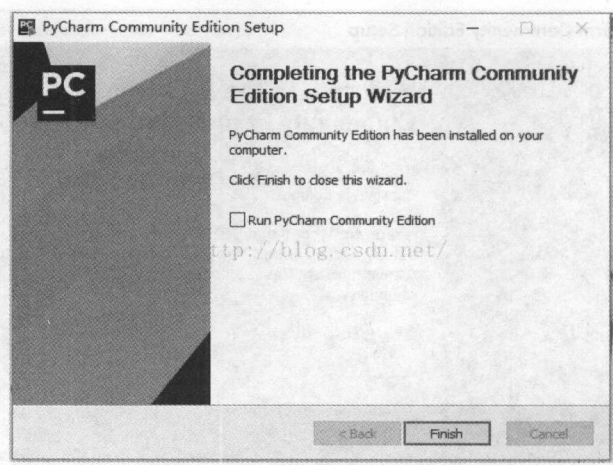 PyCharm Community Edition Setup
PC
Completing the PyCharm Community
Edition Setup Wizard
PyCharm Community Edition has been installed on your
computer.
Click Finish to close this wizard.
Run PyCharm Community Edition
ttp://blog.csdn.net/
< Back
Finish
Cancel